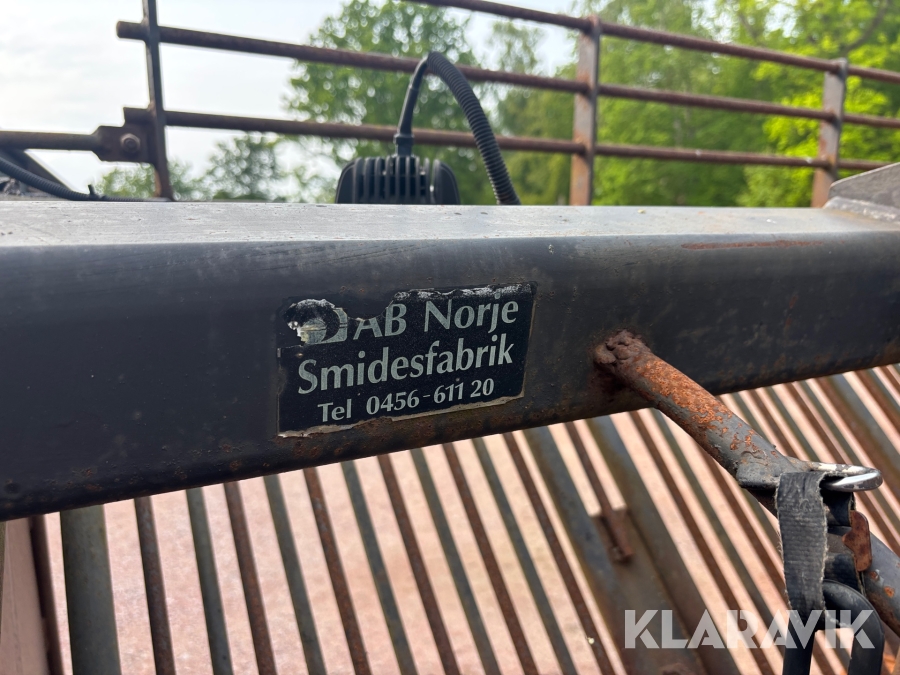 AB Norje
Smidesfabrik
Tel 0456-611 20
KLARAVIK